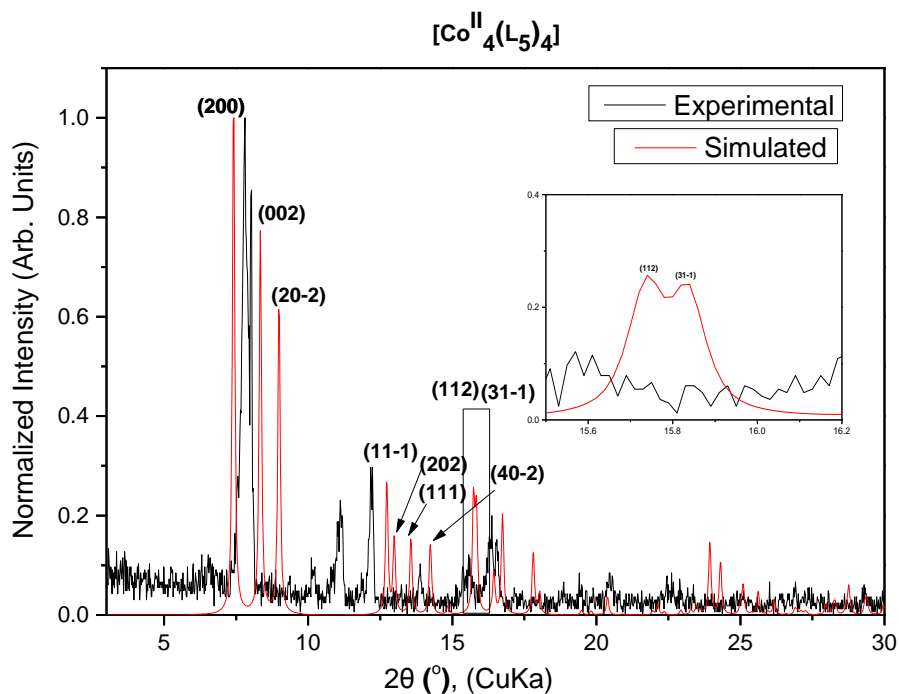 [Co^II_4(L_5)_4]
Experimental
Simulated
Normalized Intensity (Arb. Units)
1.0
0.8
0.6
0.4
0.2
0.0
(200)
(002)
(20-2)
(11-1)
(202)
(111)
(40-2)
(112) (31-1)
0.4
0.2
0.0
(112)
(31-1)
15.6 15.8 16.0 16.2
5 10 15 20 25 30
2θ (°), (CuKa)